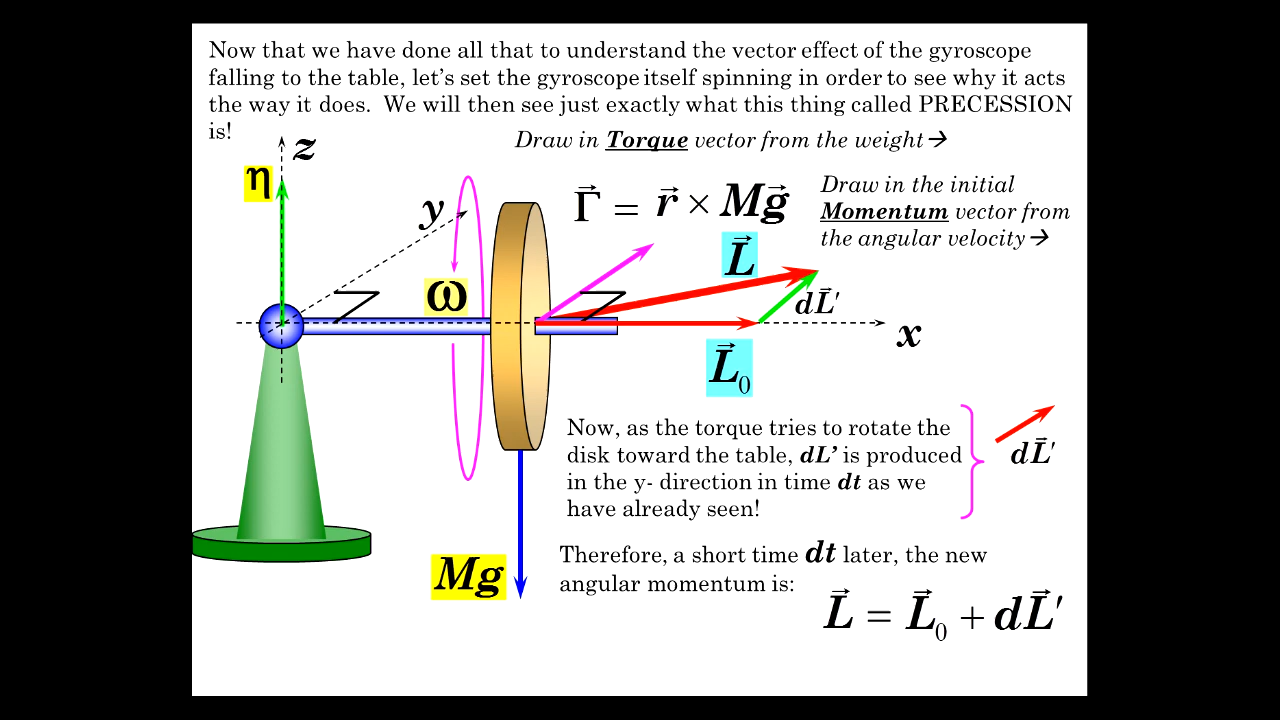 Now that we have done all that to understand the vector effect of the gyroscope
falling to the table, let’s set the gyroscope itself spinning in order to see why it acts
the way it does. We will then see just exactly what this thing called PRECESSION
is!
Draw in Torque vector from the weight→
z
η
y
Γ⃗ = r⃗ × Mg⃗
Draw in the initial
Momentum vector from
the angular velocity→
L⃗
ω
dL⃗′
x
L⃗₀
Now, as the torque tries to rotate the
disk toward the table, dL’ is produced
in the y- direction in time dt as we
have already seen!
dL⃗′
Therefore, a short time dt later, the new
angular momentum is:
Mg
L⃗ = L⃗₀ + dL⃗′